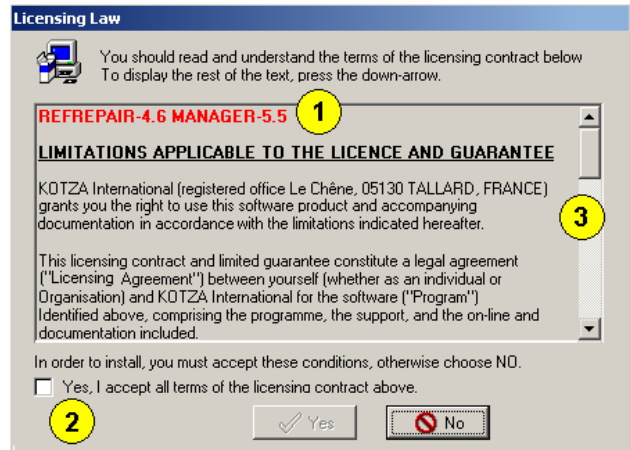 Licensing Law
You should read and understand the terms of the licensing contract below
To display the rest of the text, press the down-arrow.
REFREPAIR-4.6 MANAGER-5.5
1
LIMITATIONS APPLICABLE TO THE LICENCE AND GUARANTEE
KOTZA International (registered office Le Chêne, 05130 TALLARD, FRANCE)
grants you the right to use this software product and accompanying
documentation in accordance with the limitations indicated hereafter.
3
This licensing contract and limited guarantee constitute a legal agreement
("Licensing Agreement") between yourself (whether as an individual or
Organisation) and KOTZA International for the software ("Program")
Identified above, comprising the programme, the support, and the on-line and
documentation included.
In order to install, you must accept these conditions, otherwise choose NO.
Yes, I accept all terms of the licensing contract above.
2
Yes
No